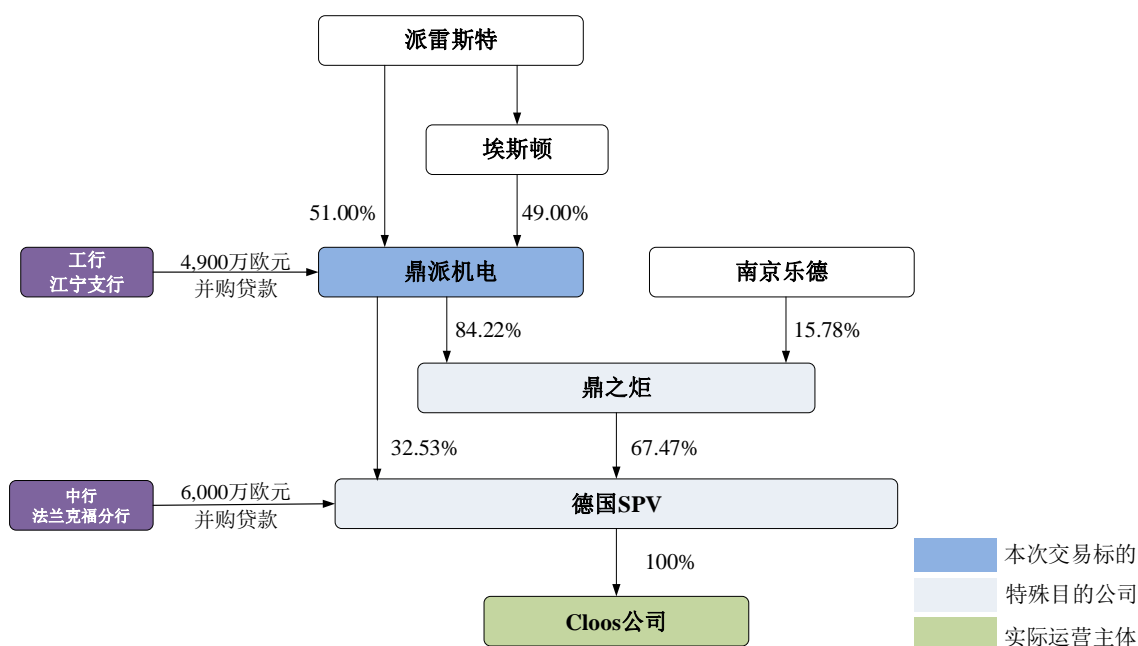 派雷斯特
埃斯顿
51.00%
49.00%
工行
江宁支行
4,900万欧元
并购贷款
鼎派机电
南京乐德
84.22%
15.78%
鼎之炬
32.53%
67.47%
中行
法兰克福分行
6,000万欧元
并购贷款
德国SPV
100%
Cloos公司
本次交易标的
特殊目的公司
实际运营主体